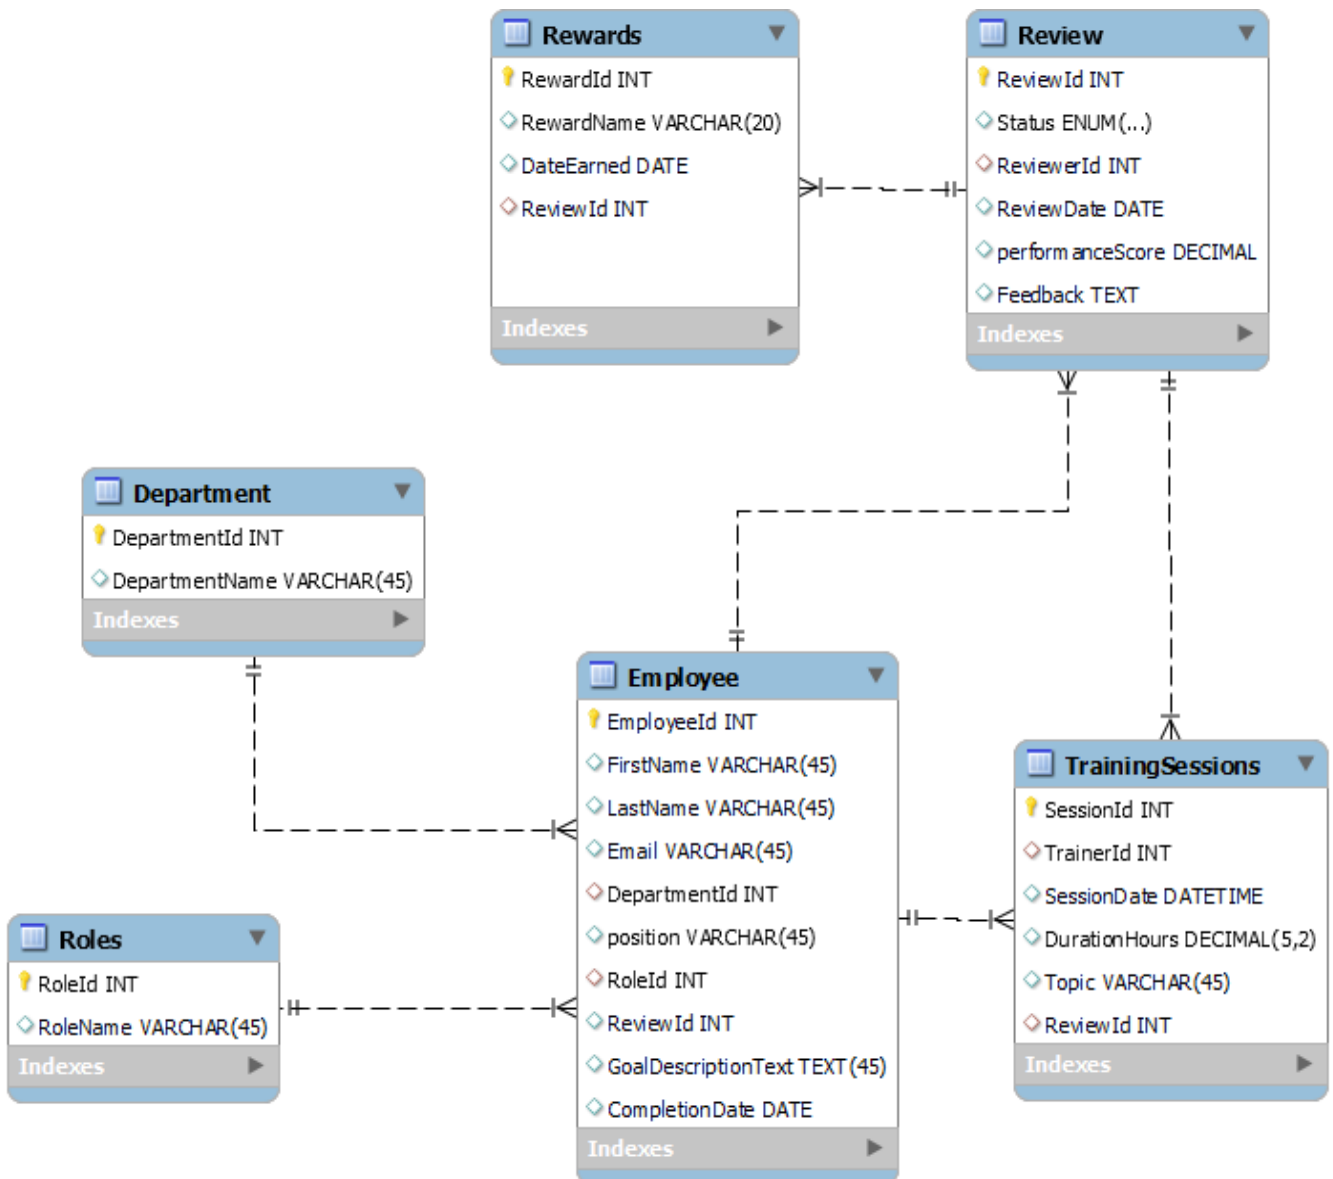 Rewards
RewardId INT
RewardName VARCHAR(20)
DateEarned DATE
ReviewId INT
Indexes
Review
ReviewId INT
Status ENUM(...)
ReviewerId INT
ReviewDate DATE
performanceScore DECIMAL
Feedback TEXT
Indexes
Department
DepartmentId INT
DepartmentName VARCHAR(45)
Indexes
Employee
EmployeeId INT
FirstName VARCHAR(45)
LastName VARCHAR(45)
Email VARCHAR(45)
DepartmentId INT
position VARCHAR(45)
RoleId INT
ReviewId INT
GoalDescriptionText TEXT(45)
CompletionDate DATE
Indexes
TrainingSessions
SessionId INT
TrainerId INT
SessionDate DATETIME
DurationHours DECIMAL(5,2)
Topic VARCHAR(45)
ReviewId INT
Indexes
Roles
RoleId INT
RoleName VARCHAR(45)
Indexes